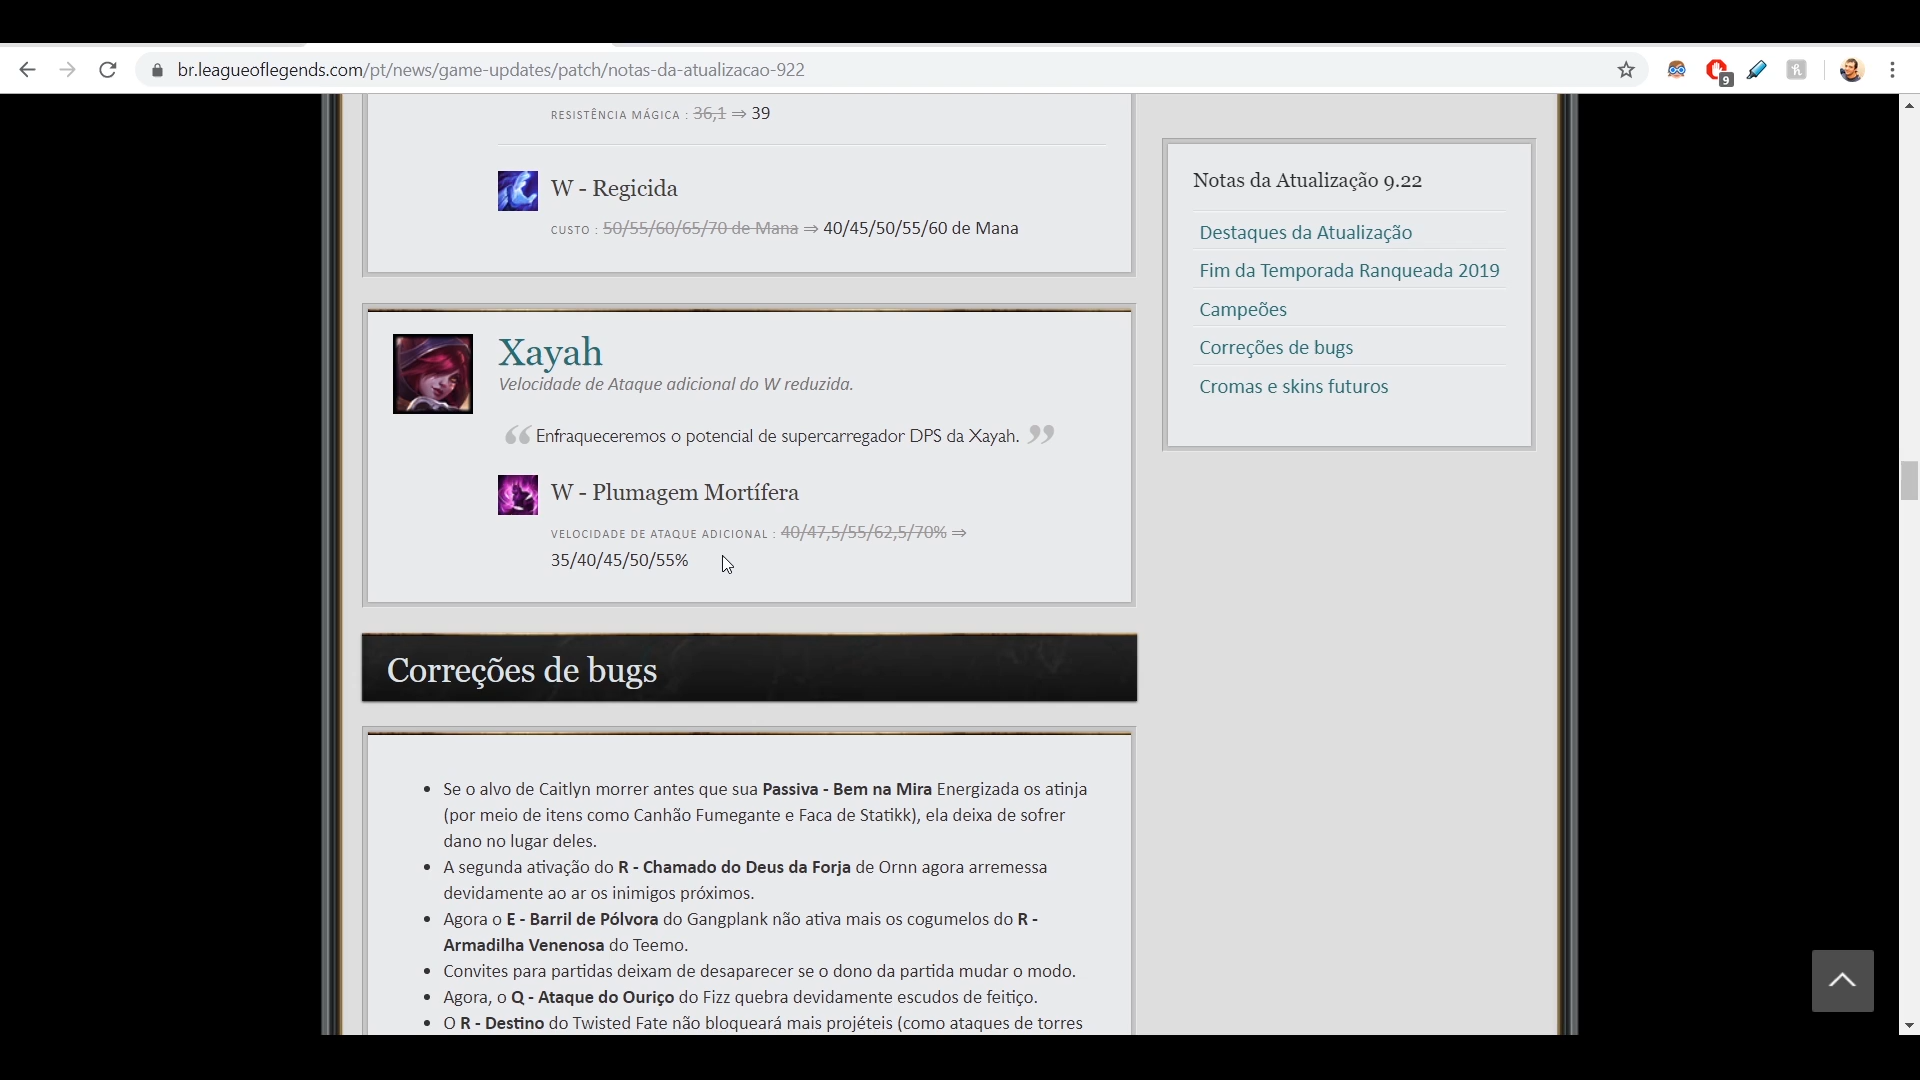 br.leagueoflegends.com/pt/news/game-updates/patch/notas-da-atualizacao-922
9
RESISTÊNCIA MÁGICA : 36,1 ⇒ 39
W - Regicida
CUSTO : 50/55/60/65/70 de Mana ⇒ 40/45/50/55/60 de Mana
Xayah
Velocidade de Ataque adicional do W reduzida.
“ Enfraqueceremos o potencial de supercarregador DPS da Xayah. ”
W - Plumagem Mortífera
VELOCIDADE DE ATAQUE ADICIONAL : 40/47,5/55/62,5/70% ⇒
35/40/45/50/55%
Correções de bugs
• Se o alvo de Caitlyn morrer antes que sua Passiva - Bem na Mira Energizada os atinja
(por meio de itens como Canhão Fumegante e Faca de Statikk), ela deixa de sofrer
dano no lugar deles.
• A segunda ativação do R - Chamado do Deus da Forja de Ornn agora arremessa
devidamente ao ar os inimigos próximos.
• Agora o E - Barril de Pólvora do Gangplank não ativa mais os cogumelos do R -
Armadilha Venenosa do Teemo.
• Convites para partidas deixam de desaparecer se o dono da partida mudar o modo.
• Agora, o Q - Ataque do Ouriço do Fizz quebra devidamente escudos de feitiço.
• O R - Destino do Twisted Fate não bloqueará mais projéteis (como ataques de torres
Notas da Atualização 9.22
Destaques da Atualização
Fim da Temporada Ranqueada 2019
Campeões
Correções de bugs
Cromas e skins futuros